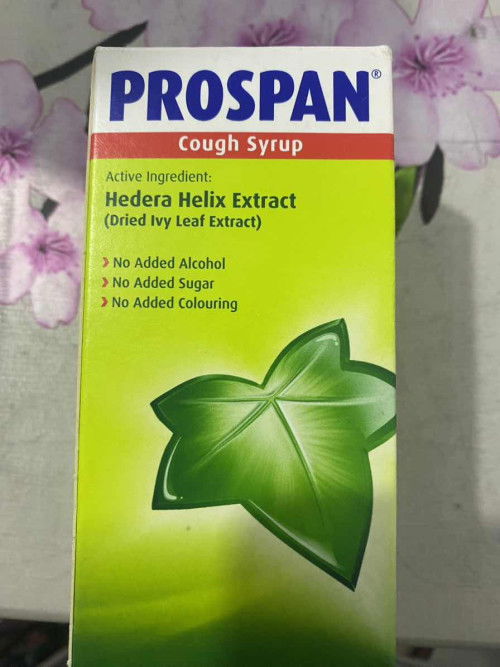 PROSPAN®
Cough Syrup
Active Ingredient:
Hedera Helix Extract
(Dried Ivy Leaf Extract)
› No Added Alcohol
› No Added Sugar
› No Added Colouring